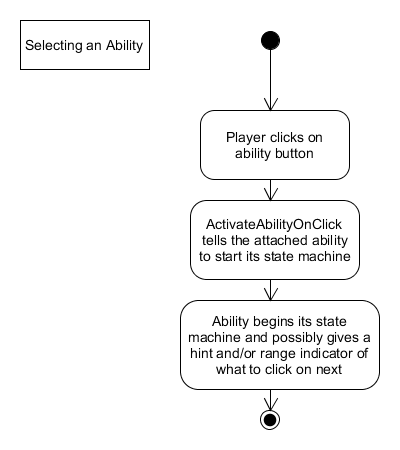 Selecting an Ability
Player clicks on
ability button
ActivateAbilityOnClick
tells the attached ability
to start its state machine
Ability begins its state
machine and possibly gives a
hint and/or range indicator of
what to click on next